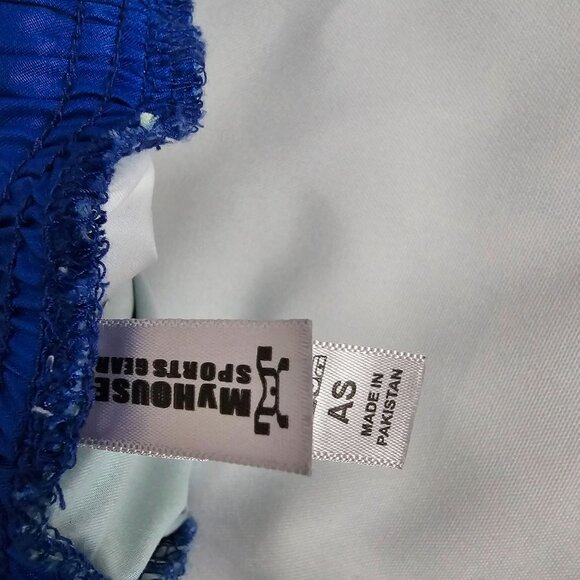 MyHOUSE
SPORTS GEAR
AS
MADE IN
PAKISTAN